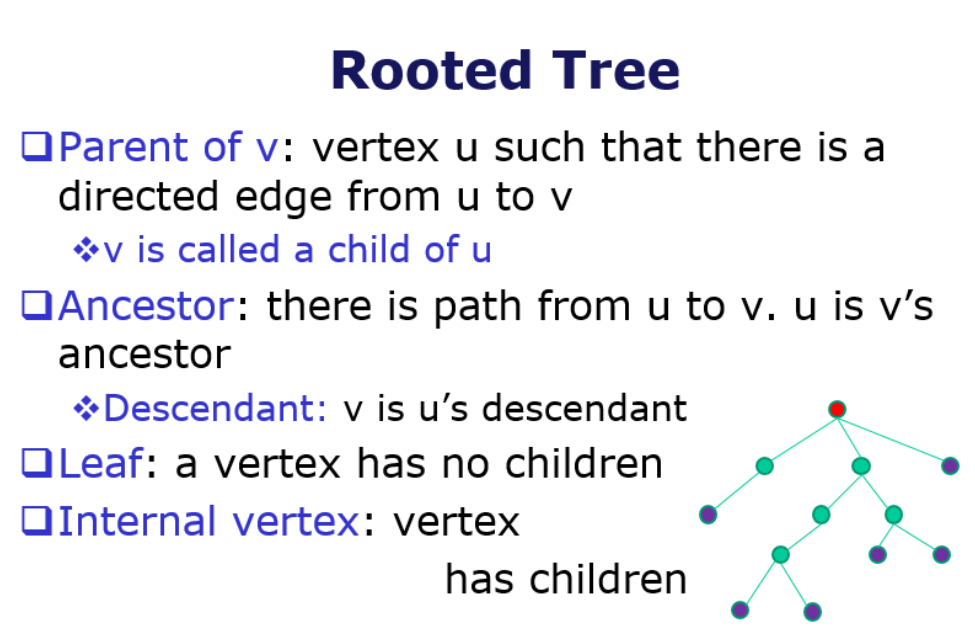 Rooted Tree
❑Parent of v: vertex u such that there is a
directed edge from u to v
❖v is called a child of u
❑Ancestor: there is path from u to v. u is v’s
ancestor
❖Descendant: v is u’s descendant
❑Leaf: a vertex has no children
❑Internal vertex: vertex
has children